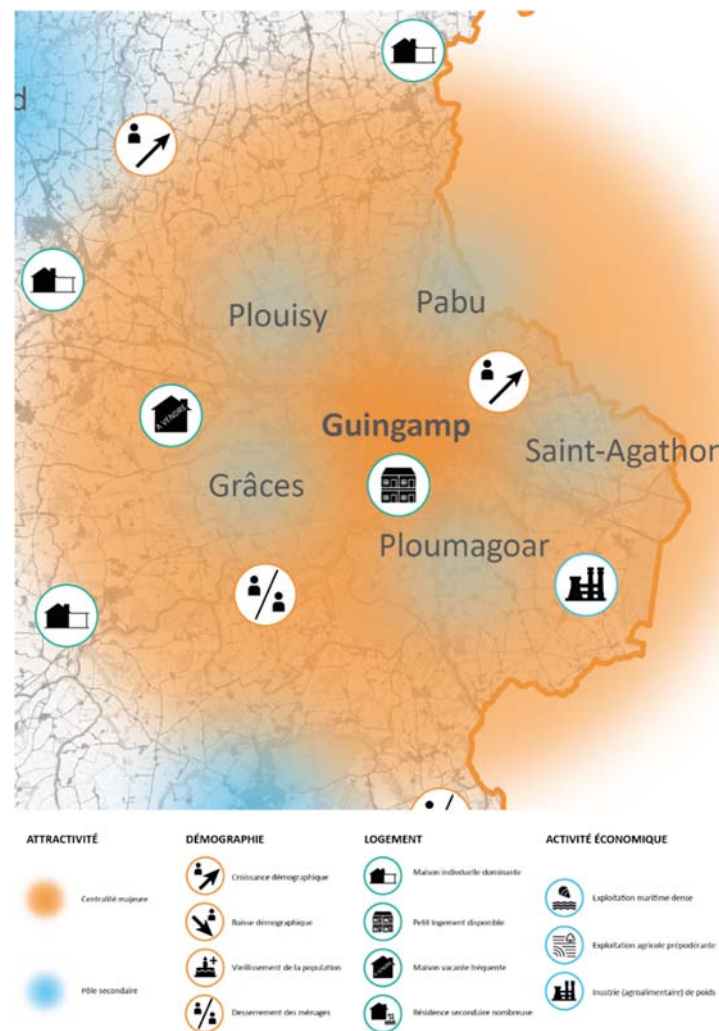 d
Plouisy
Pabu
A VENDRE
Guingamp
Saint-Agathon
Grâces
Ploumagoar
ATTRACTIVITÉ
Centralité majeure
Pôle secondaire
DÉMOGRAPHIE
Croissance démographique
Baisse démographique
Vieillissement de la population
Desserrement des ménages
LOGEMENT
Maison individuelle dominante
Petit logement disponible
Maison vacante fréquente
Résidence secondaire nombreuse
ACTIVITÉ ÉCONOMIQUE
Exploitation maritime dense
Exploitation agricole prépodérante
Inustrie (agroalimentaire) de poids